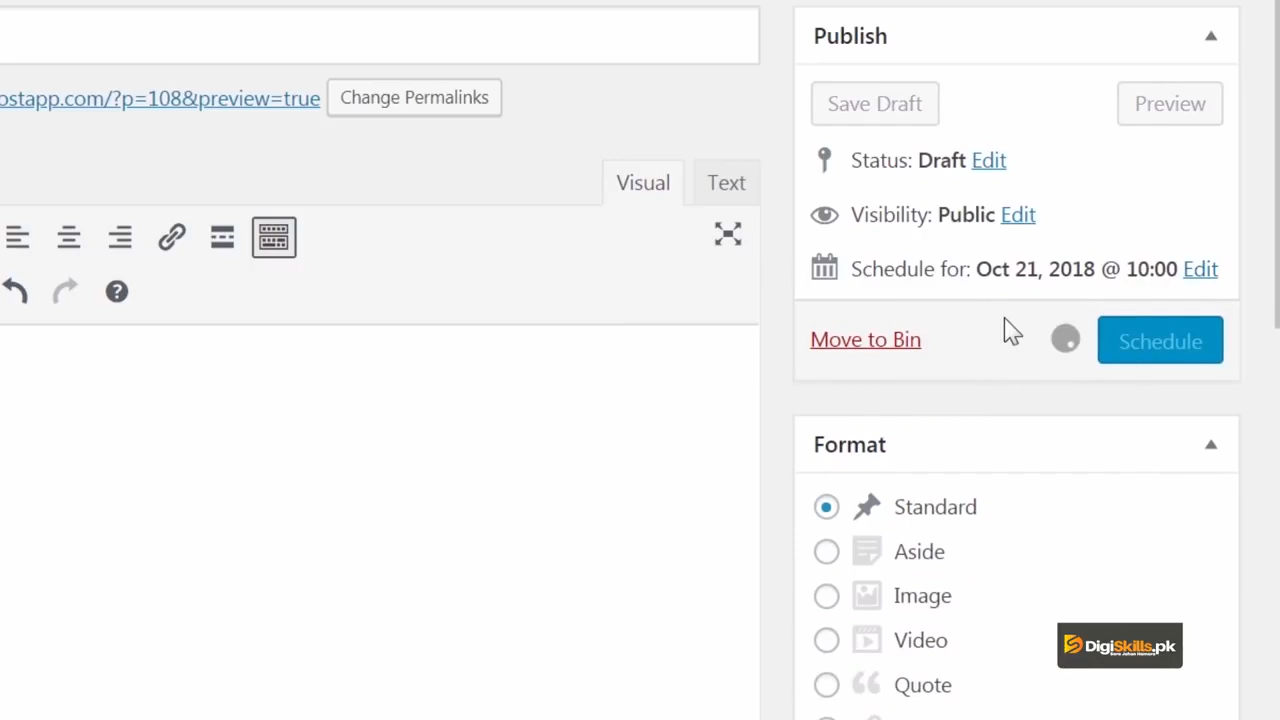 Publish
ostapp.com/?p=108&preview=true Change Permalinks
Save Draft Preview
Status: Draft Edit
Visual Text
Visibility: Public Edit
Schedule for: Oct 21, 2018 @ 10:00 Edit
Move to Bin Schedule
Format
Standard
Aside
Image
Video
Quote
DigiSkills.pk